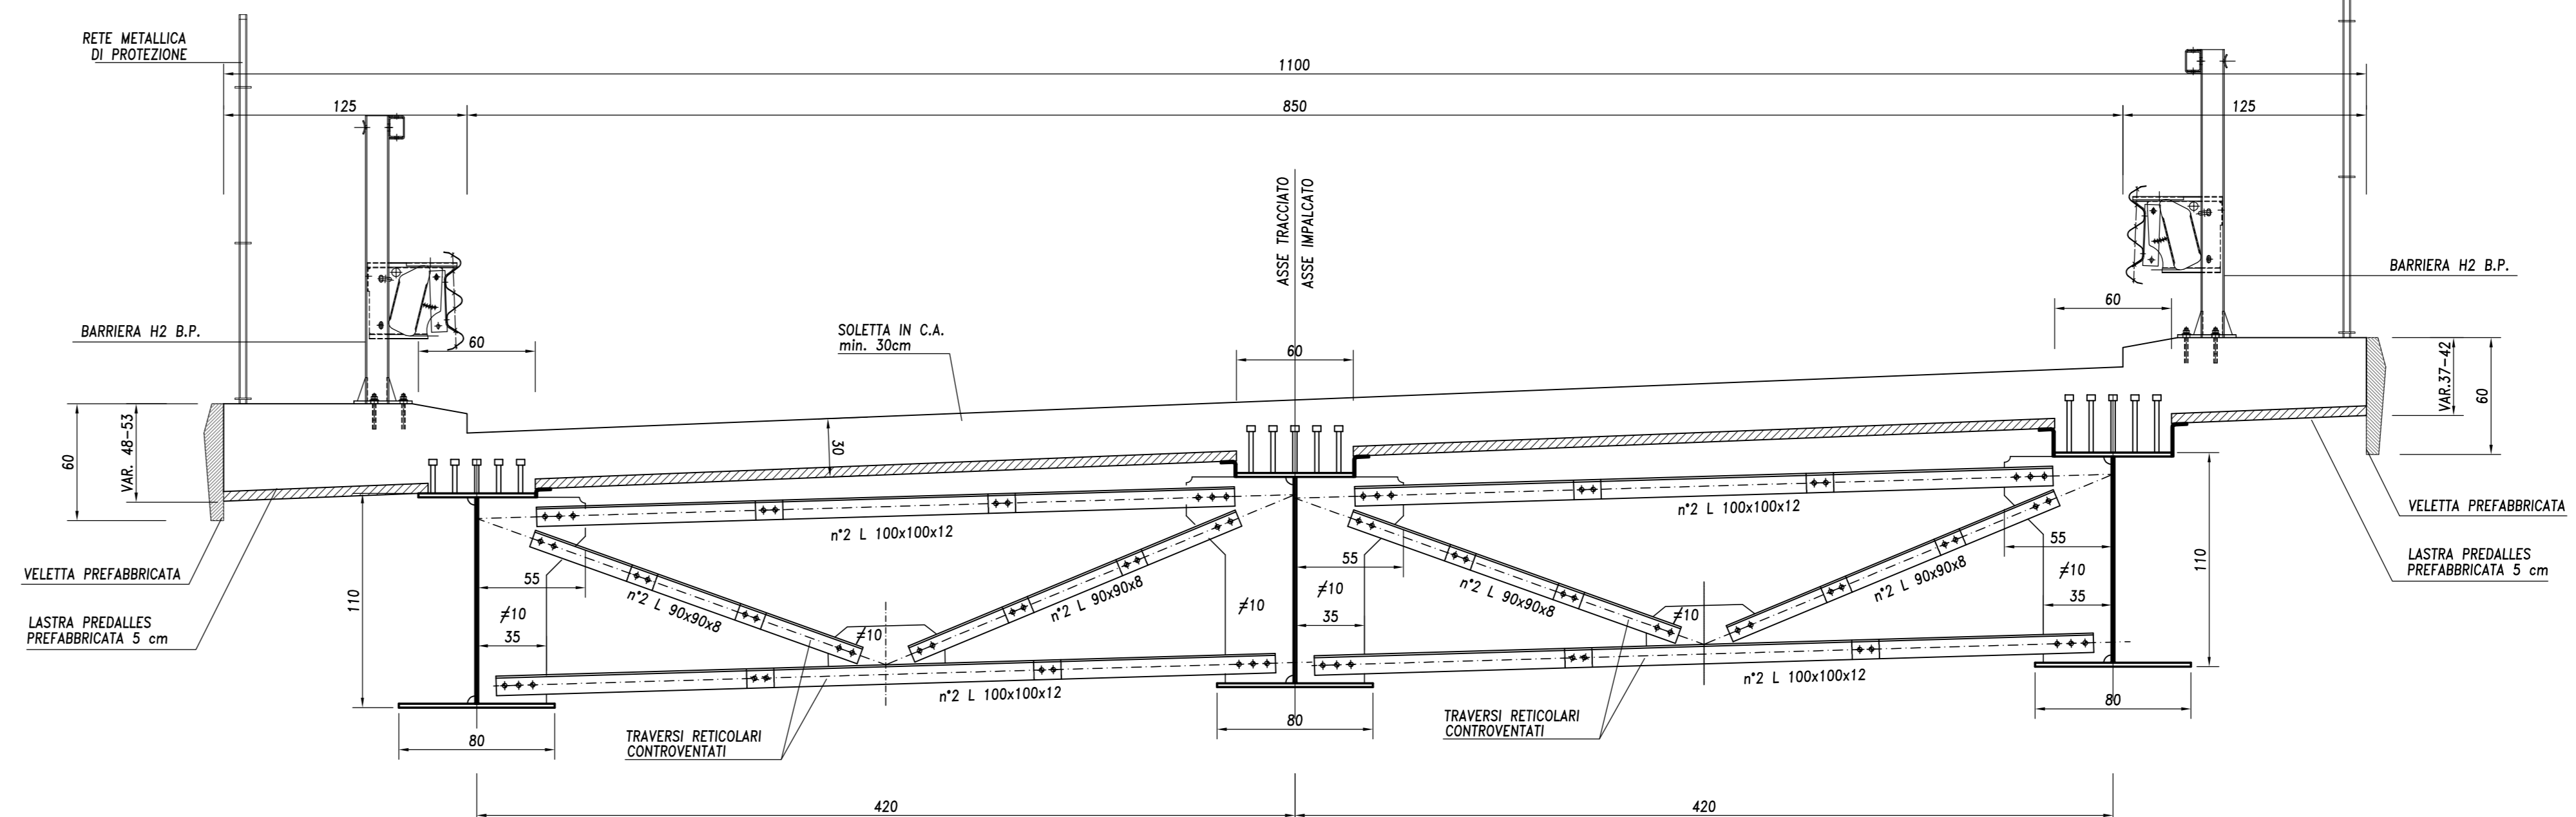 RETE METALLICA
DI PROTEZIONE
1100
125
850
125
ASSE TRACCIATO
ASSE IMPALCATO
BARRIERA H2 B.P.
BARRIERA H2 B.P.
60
60
60
SOLETTA IN C.A.
min. 30cm
30
60
VAR. 48-53
VAR.37-42
60
VELETTA PREFABBRICATA
LASTRA PREDALLES
PREFABBRICATA 5 cm
VELETTA PREFABBRICATA
LASTRA PREDALLES
PREFABBRICATA 5 cm
110
110
n°2 L 100x100x12
n°2 L 100x100x12
55
55
55
n°2 L 90x90x8
n°2 L 90x90x8
n°2 L 90x90x8
n°2 L 90x90x8
≠10
≠10
≠10
≠10
≠10
≠10
35
35
35
n°2 L 100x100x12
n°2 L 100x100x12
TRAVERSI RETICOLARI
CONTROVENTATI
TRAVERSI RETICOLARI
CONTROVENTATI
80
80
80
420
420